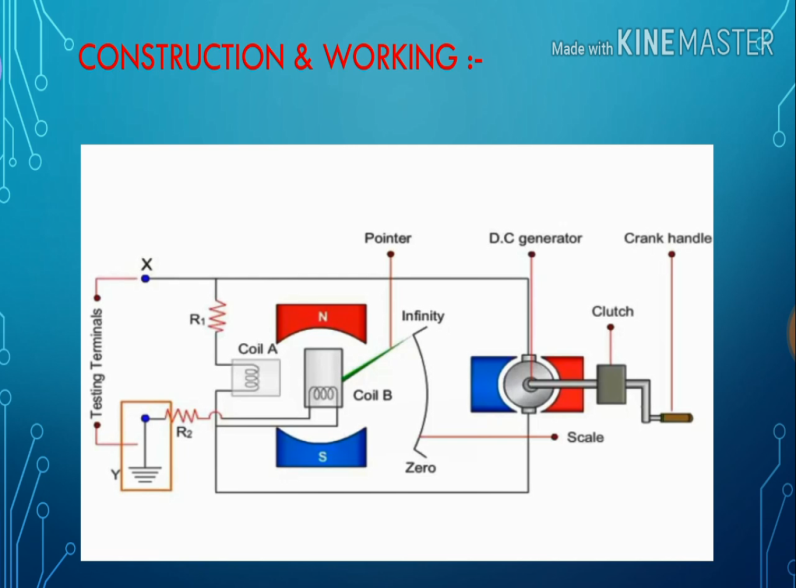 CONSTRUCTION & WORKING :-
Made with KINEMASTER
Pointer
D.C generator
Crank handle
X
Clutch
Infinity
N
R1
Coil A
Testing Terminals
Coil B
R2
Scale
S
Zero
Y